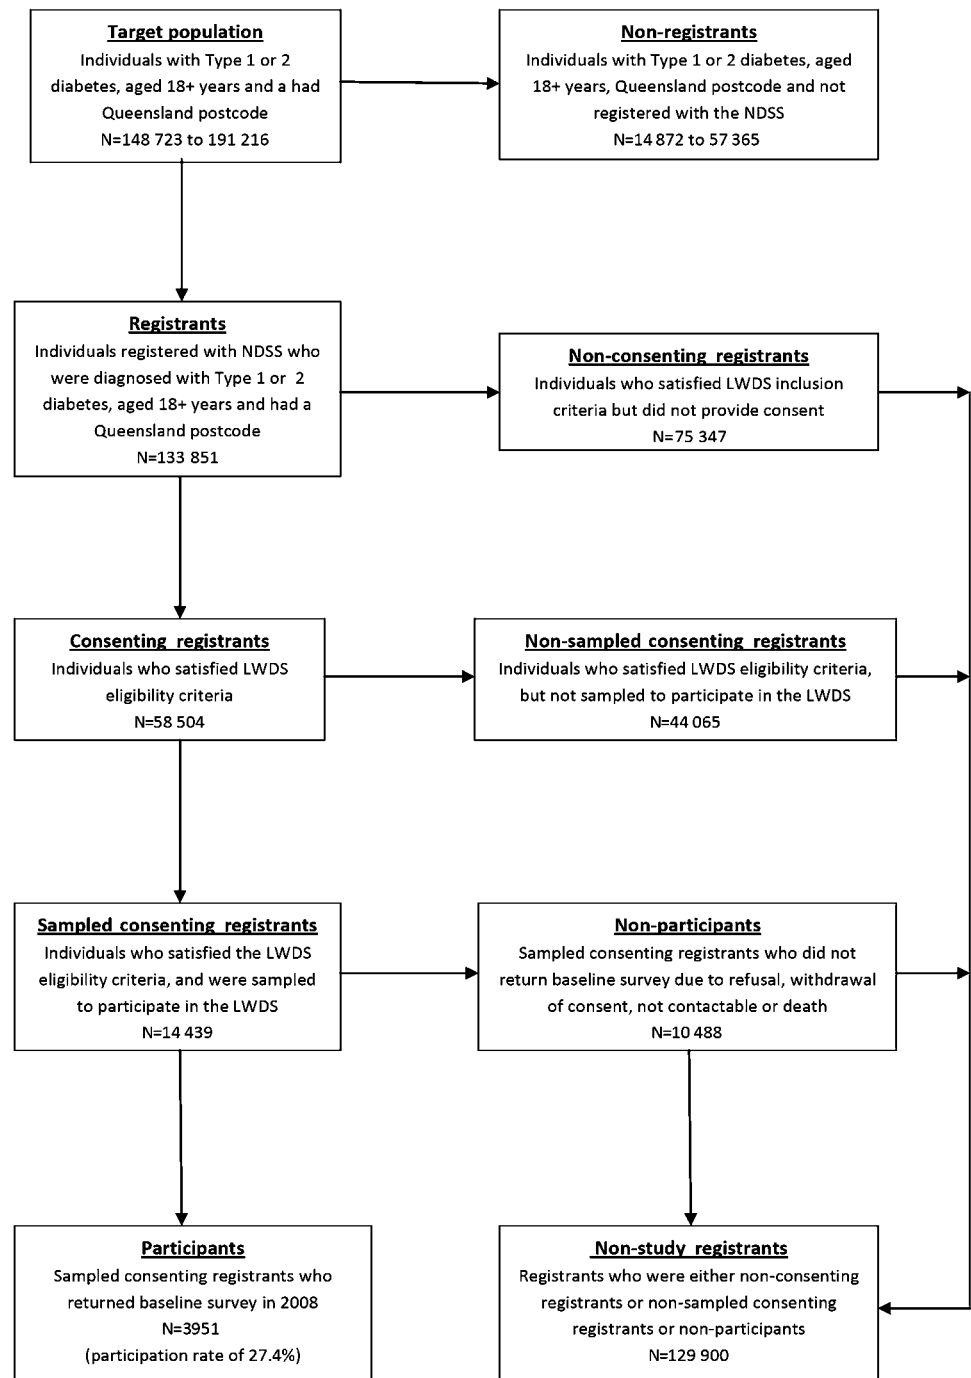 Target population
Individuals with Type 1 or 2
diabetes, aged 18+ years and a had
Queensland postcode
N=148 723 to 191 216
Non-registrants
Individuals with Type 1 or 2 diabetes, aged
18+ years, Queensland postcode and not
registered with the NDSS
N=14 872 to 57 365
Registrants
Individuals registered with NDSS who
were diagnosed with Type 1 or 2
diabetes, aged 18+ years and had a
Queensland postcode
N=133 851
Non-consenting registrants
Individuals who satisfied LWDS inclusion
criteria but did not provide consent
N=75 347
Consenting registrants
Individuals who satisfied LWDS
eligibility criteria
N=58 504
Non-sampled consenting registrants
Individuals who satisfied LWDS eligibility criteria,
but not sampled to participate in the LWDS
N=44 065
Sampled consenting registrants
Individuals who satisfied the LWDS
eligibility criteria, and were sampled
to participate in the LWDS
N=14 439
Non-participants
Sampled consenting registrants who did not
return baseline survey due to refusal, withdrawal
of consent, not contactable or death
N=10 488
Participants
Sampled consenting registrants who
returned baseline survey in 2008
N=3951
(participation rate of 27.4%)
Non-study registrants
Registrants who were either non-consenting
registrants or non-sampled consenting
registrants or non-participants
N=129 900